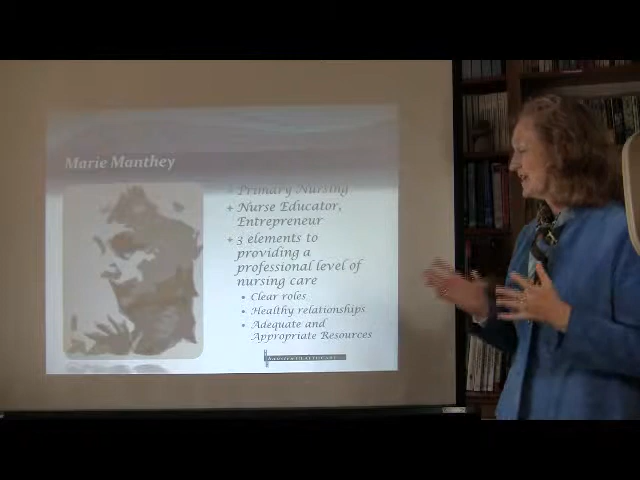 Marie Manthey
+ Primary Nursing
+ Nurse Educator,
Entrepreneur
+ 3 elements to
providing a
professional level of
nursing care
• Clear roles
• Healthy relationships
• Adequate and
Appropriate Resources